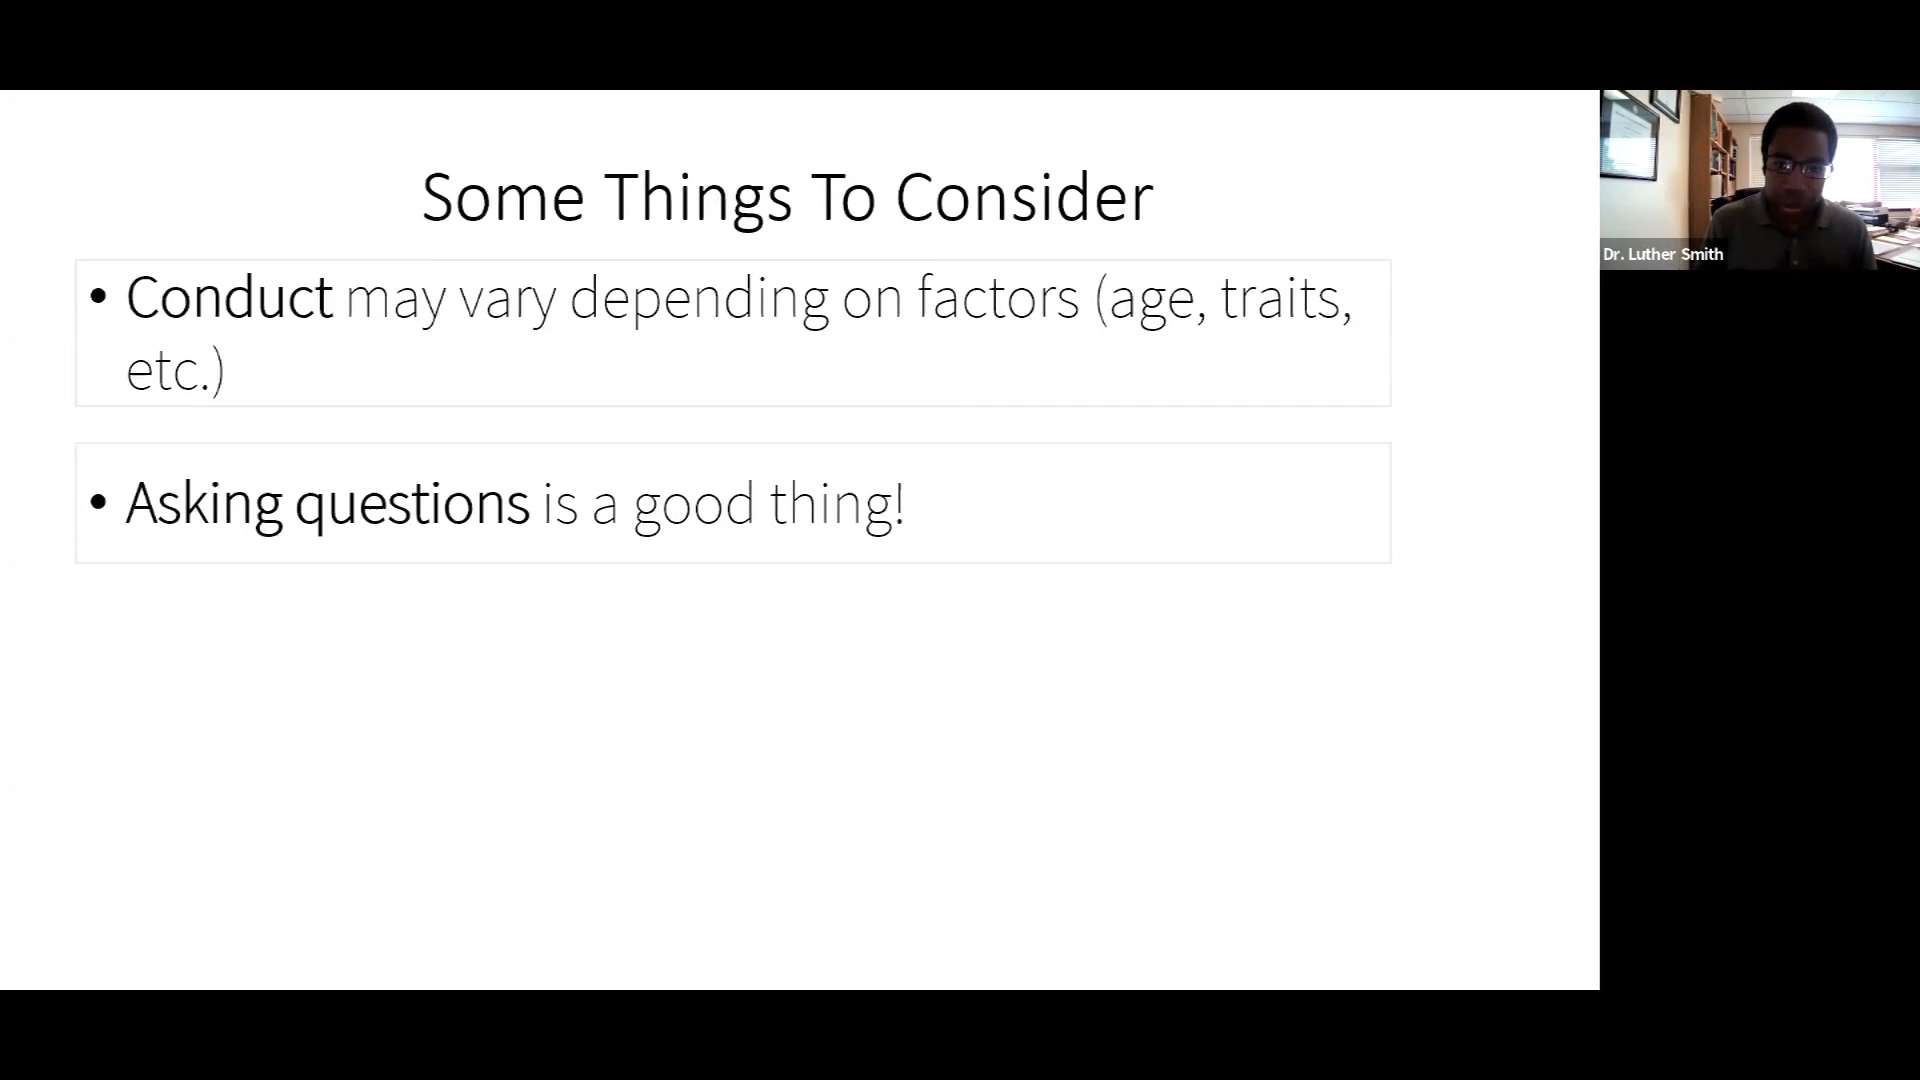 Some Things To Consider
• Conduct may vary depending on factors (age, traits,
etc.)
• Asking questions is a good thing!
Dr. Luther Smith